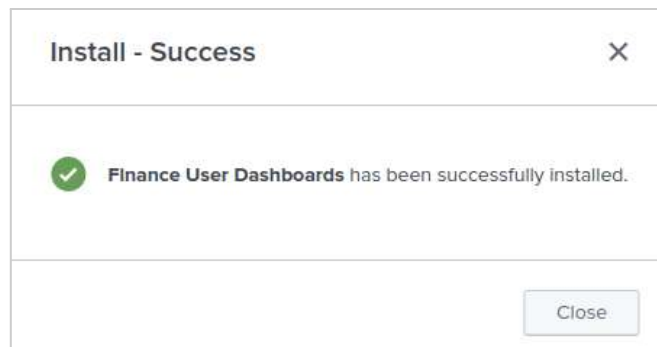 Install - Success
Finance User Dashboards has been successfully installed.
Close